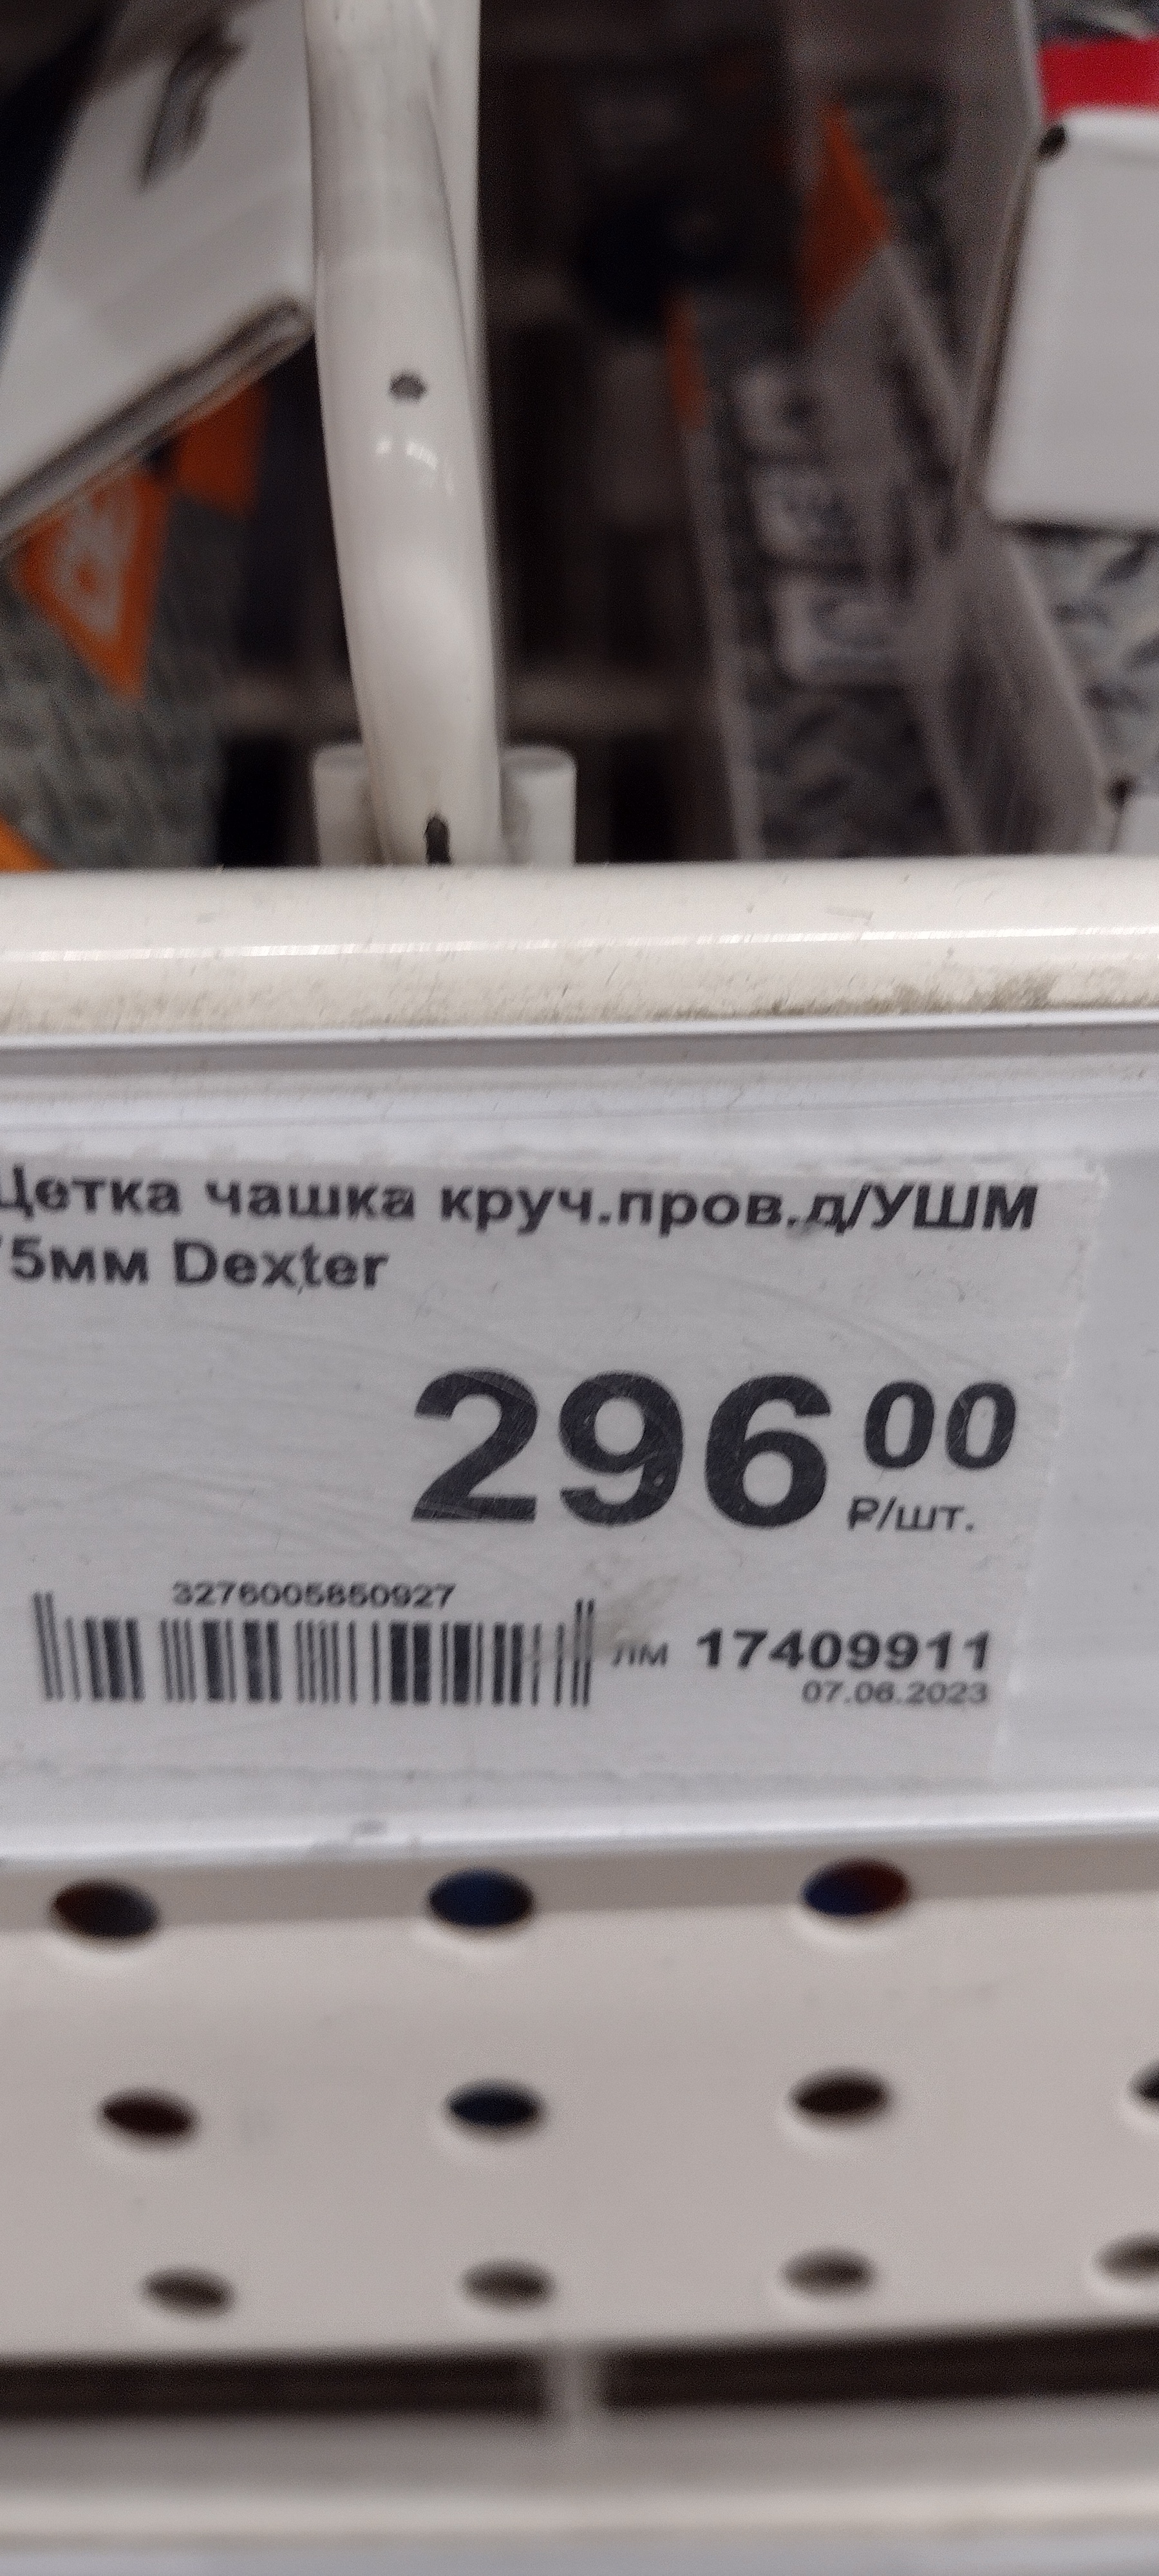 Щетка чашка круч.пров.д/УШМ
75мм Dexter
296 00
₽/шт.
3276005850927
ЛМ 17409911
07.06.2023